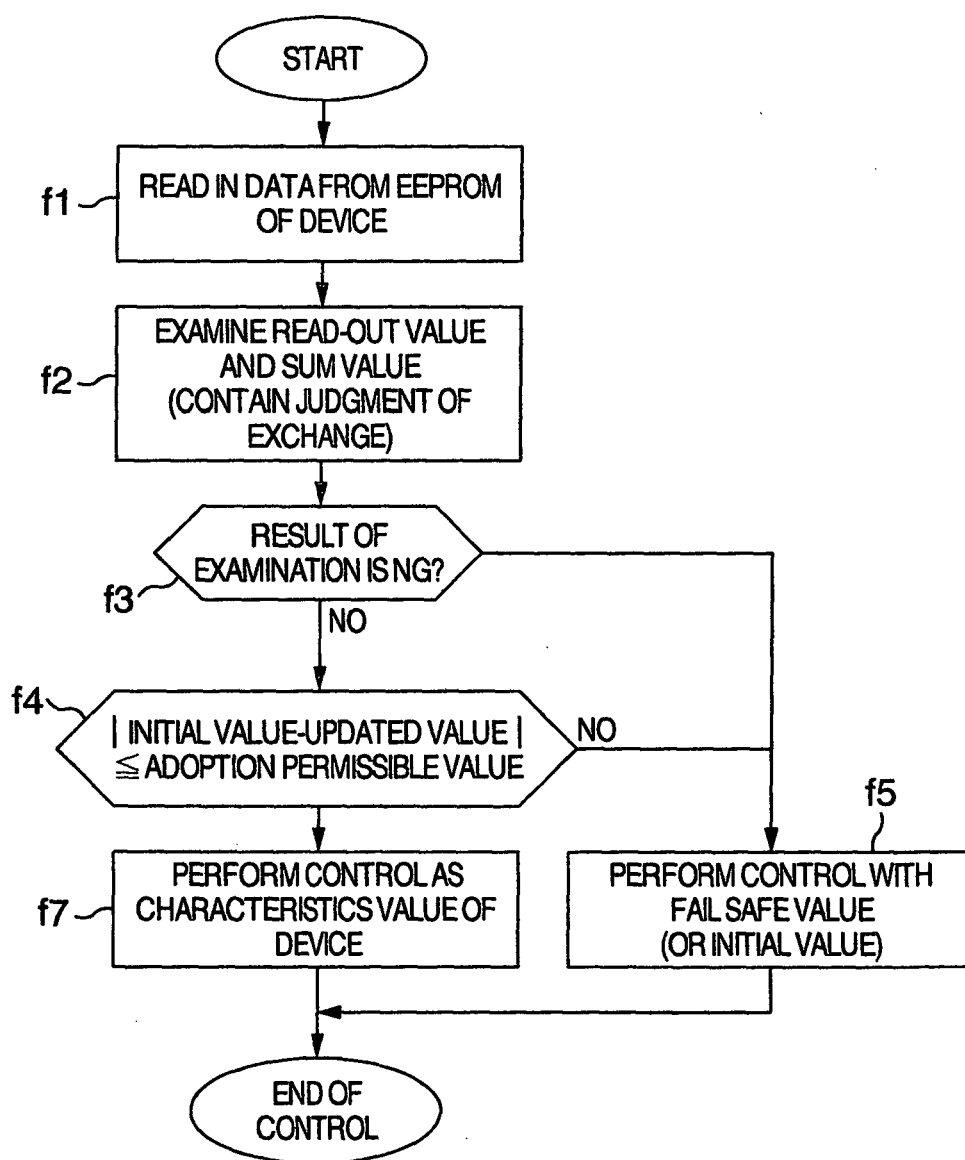 START
f1
READ IN DATA FROM EEPROM
OF DEVICE
f2
EXAMINE READ-OUT VALUE
AND SUM VALUE
(CONTAIN JUDGMENT OF
EXCHANGE)
f3
RESULT OF
EXAMINATION IS NG?
NO
f4
| INITIAL VALUE-UPDATED VALUE |
≦ ADOPTION PERMISSIBLE VALUE
NO
f7
PERFORM CONTROL AS
CHARACTERISTICS VALUE OF
DEVICE
f5
PERFORM CONTROL WITH
FAIL SAFE VALUE
(OR INITIAL VALUE)
END OF
CONTROL